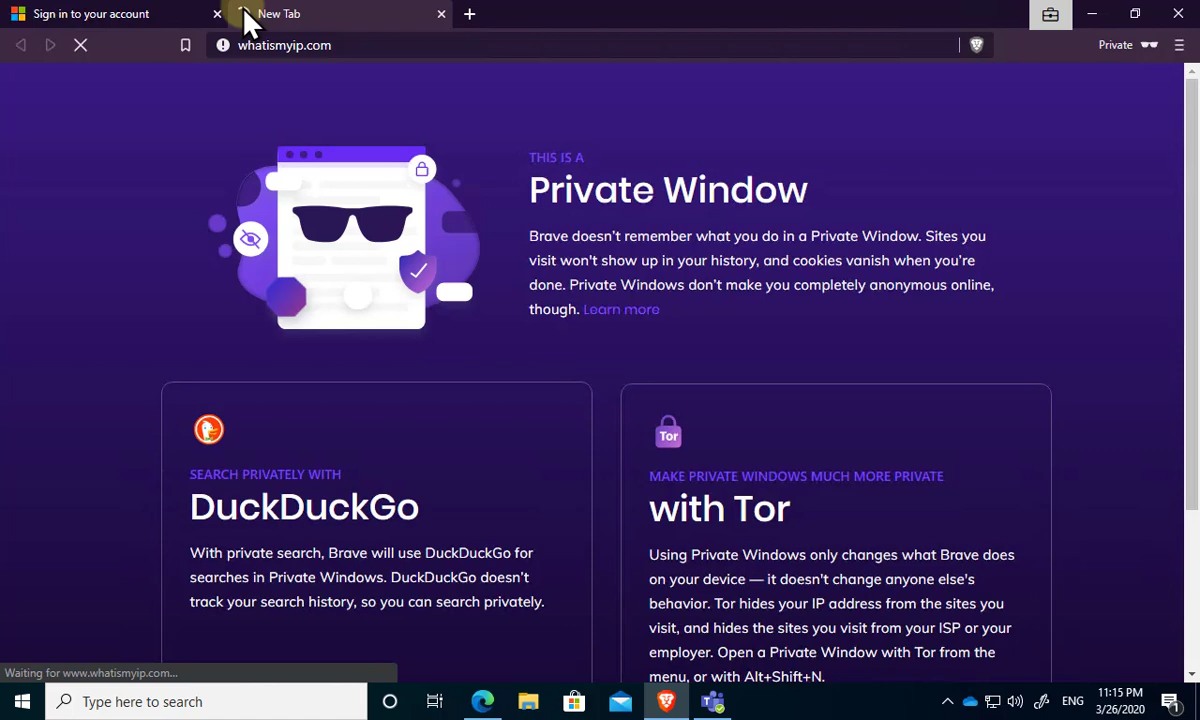 Sign in to your account
New Tab
whatismyip.com
Private
THIS IS A
Private Window
Brave doesn't remember what you do in a Private Window. Sites you
visit won't show up in your history, and cookies vanish when you're
done. Private Windows don't make you completely anonymous online,
though. Learn more
SEARCH PRIVATELY WITH
DuckDuckGo
With private search, Brave will use DuckDuckGo for
searches in Private Windows. DuckDuckGo doesn't
track your search history, so you can search privately.
Tor
MAKE PRIVATE WINDOWS MUCH MORE PRIVATE
with Tor
Using Private Windows only changes what Brave does
on your device — it doesn't change anyone else's
behavior. Tor hides your IP address from the sites you
visit, and hides the sites you visit from your ISP or your
employer. Open a Private Window with Tor from the
menu, or with Alt+Shift+N.
Waiting for www.whatismyip.com...
Type here to search
ENG
11:15 PM
3/26/2020
1